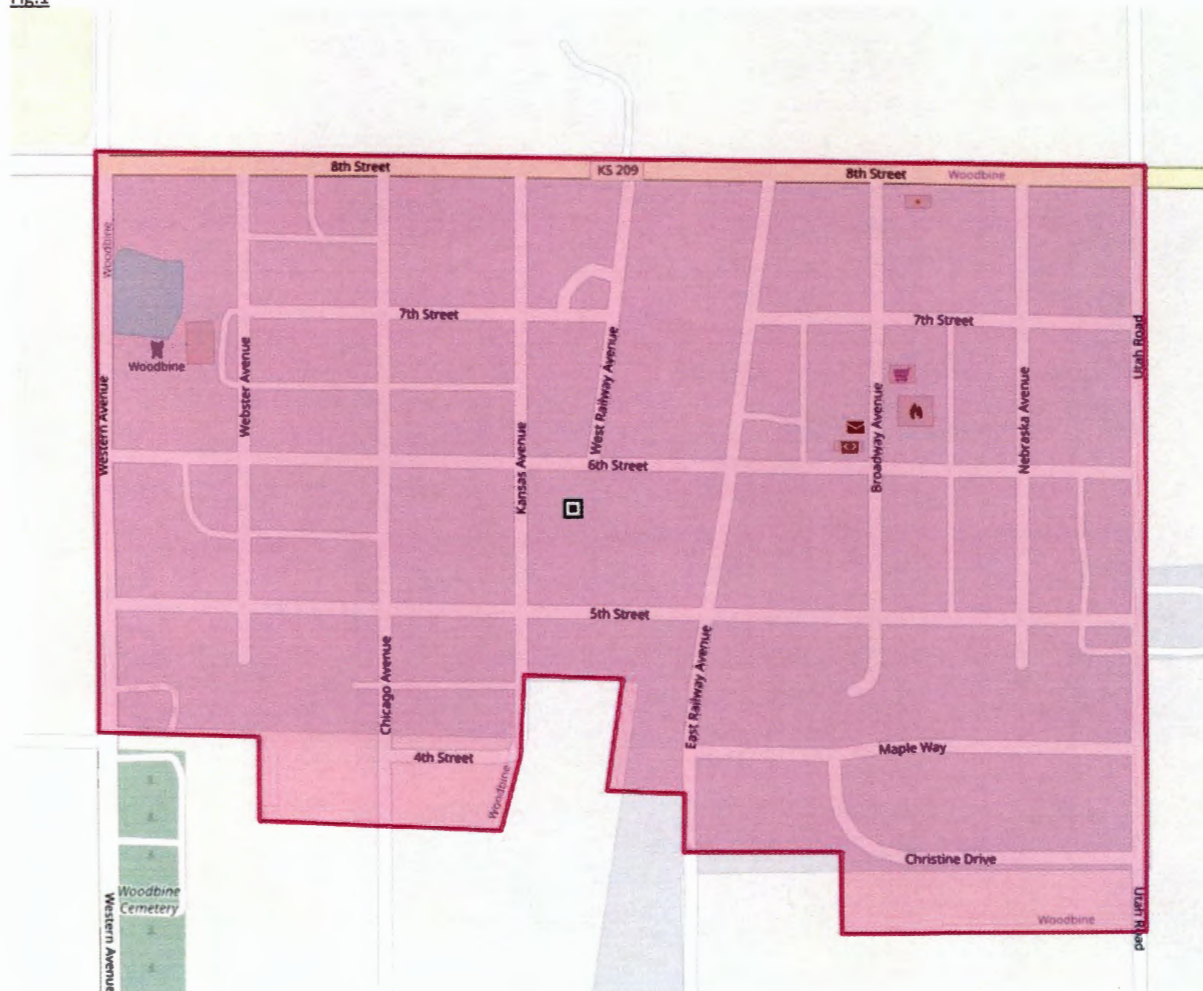 Fig.1
8th Street
KS 209
8th Street
Woodbine
Woodbine
7th Street
7th Street
Utah Road
Woodbine
Webster Avenue
West Railway Avenue
Western Avenue
Kansas Avenue
Broadway Avenue
Nebraska Avenue
6th Street
5th Street
Chicago Avenue
East Railway Avenue
4th Street
Maple Way
Woodbine
Christine Drive
Woodbine
Cemetery
Western Avenue
Woodbine
Utah Road